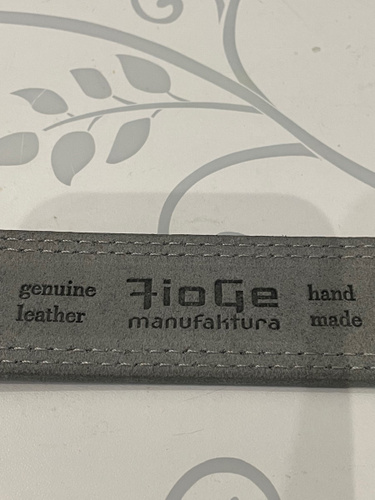 genuine
leather
FioGe
manufaktura
hand
made